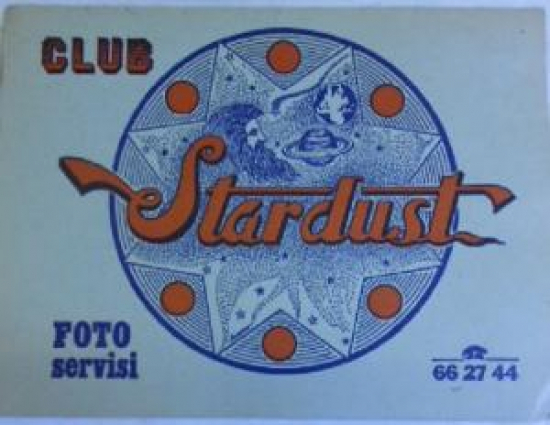 CLUB
Stardust
FOTO
servisi
66 27 44